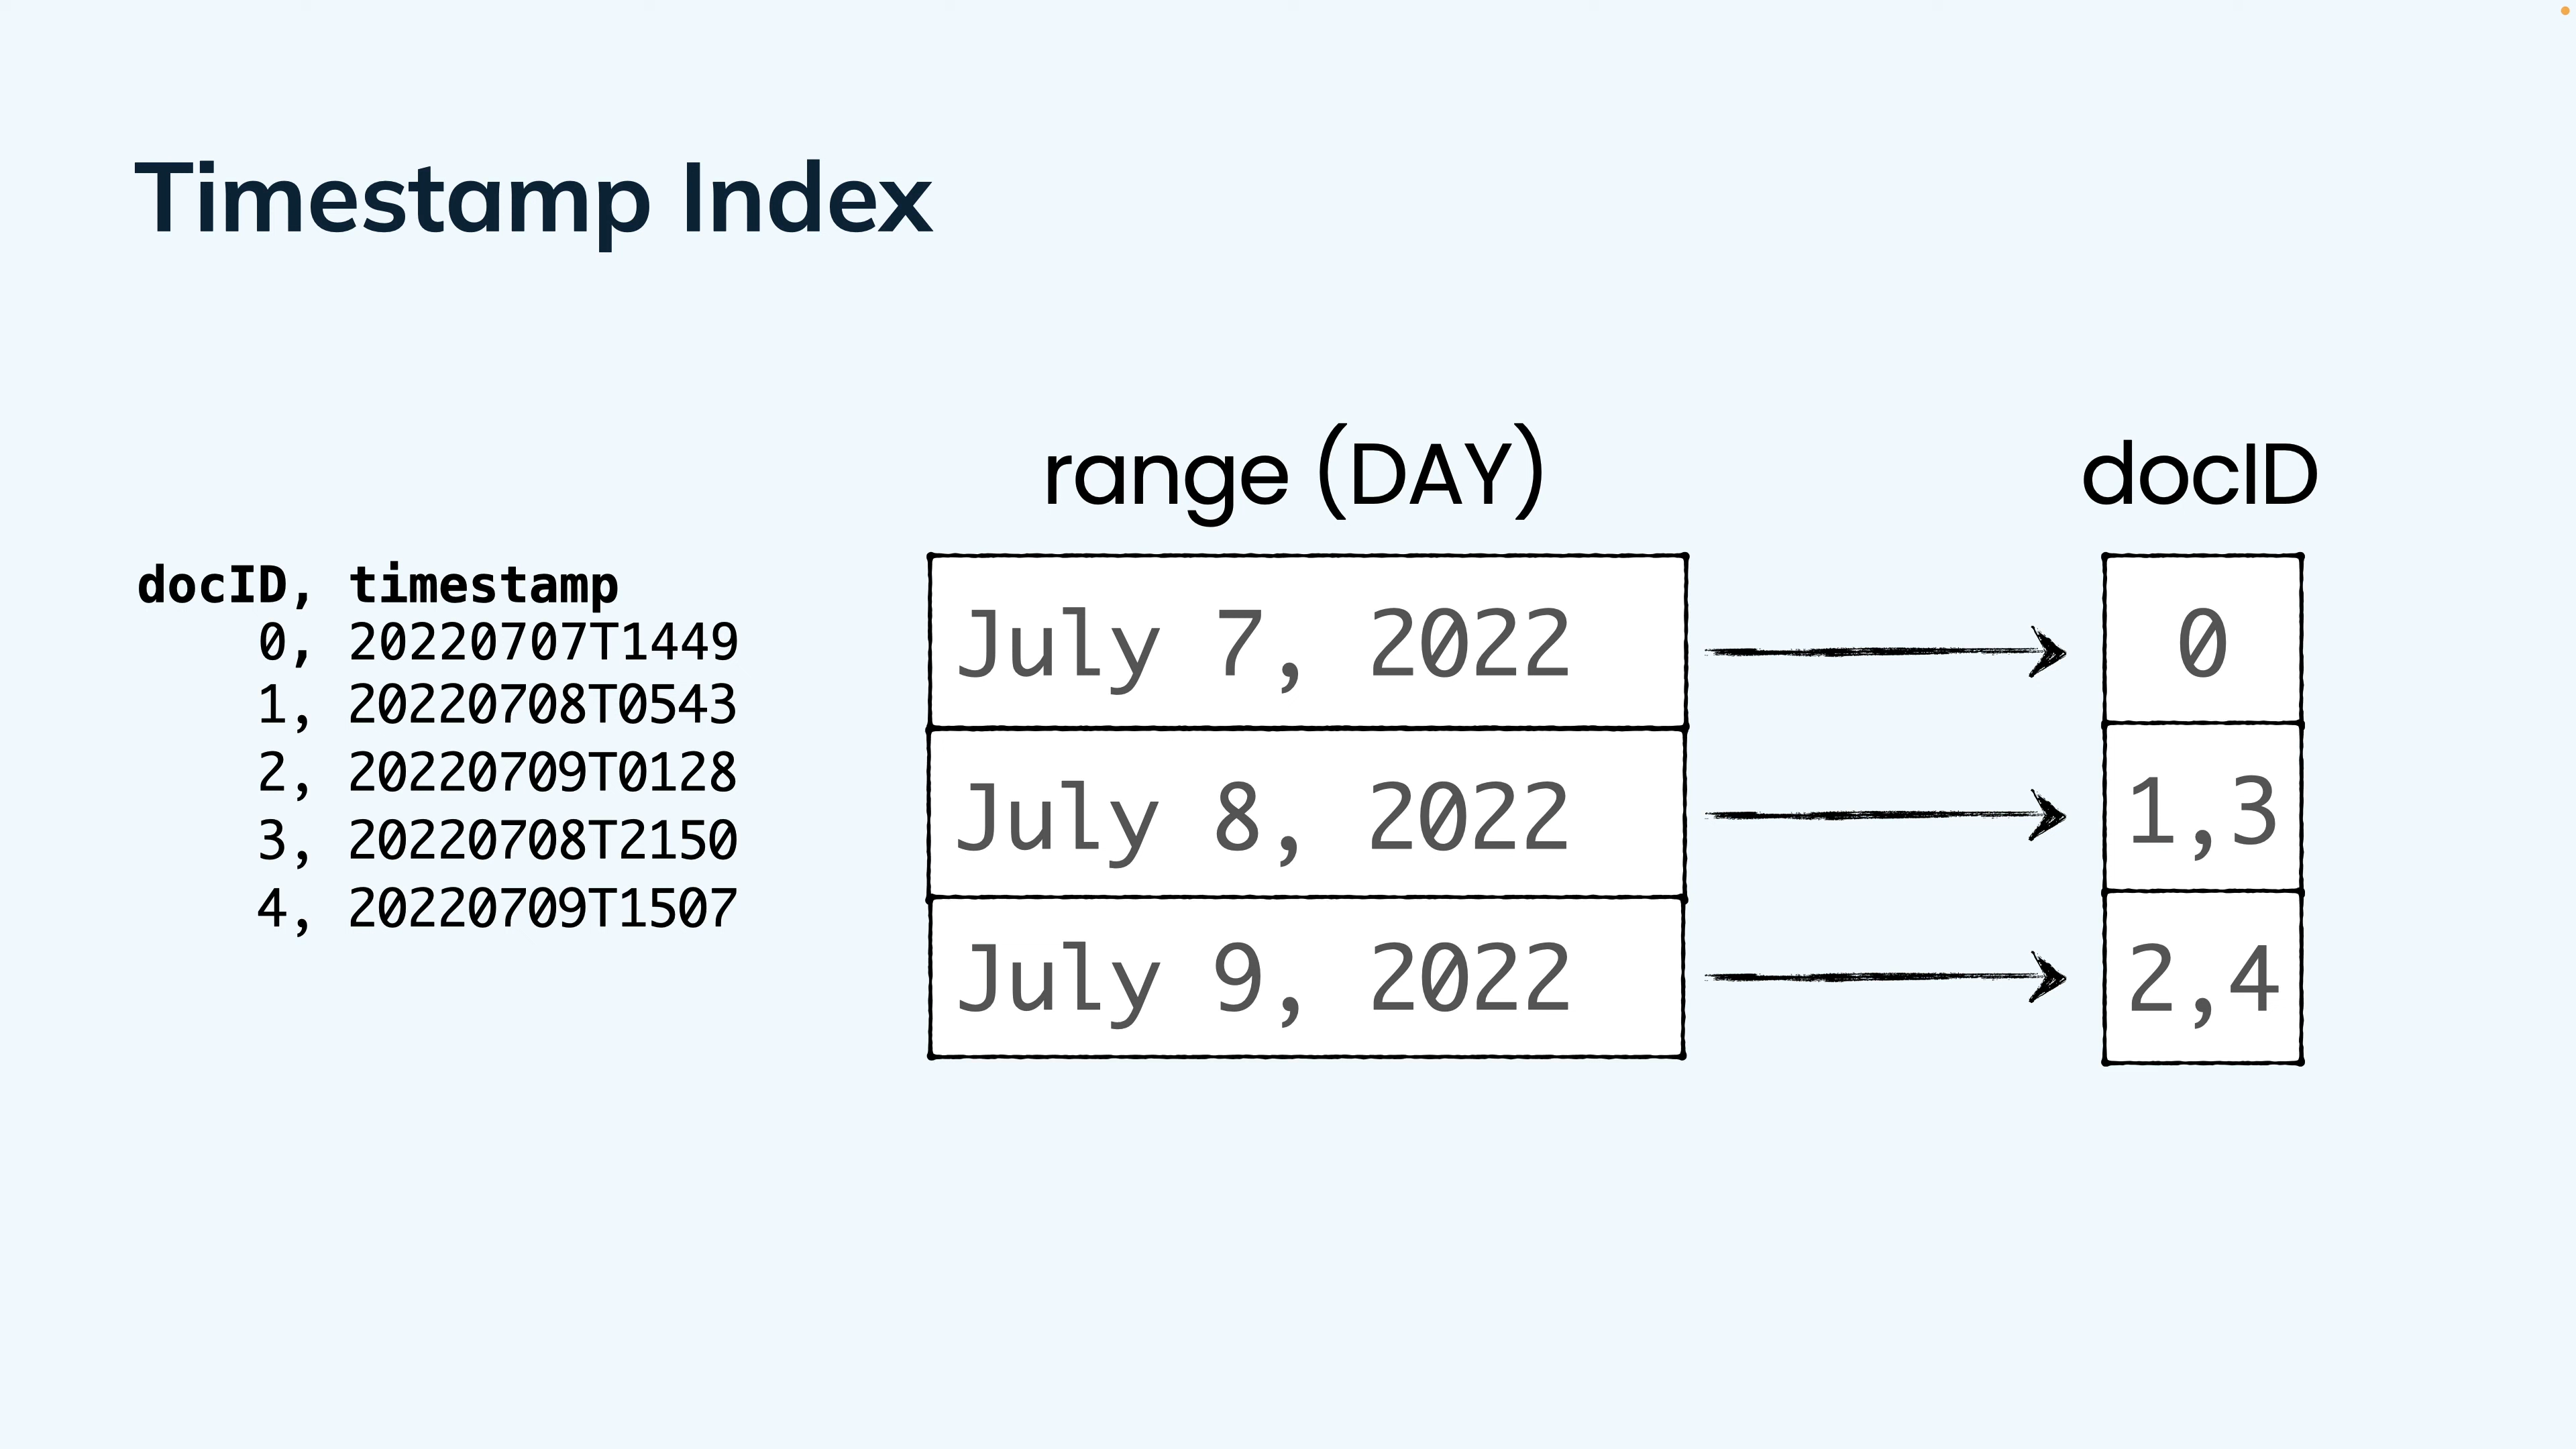 Timestamp Index
docID, timestamp
0, 20220707T1449
1, 20220708T0543
2, 20220709T0128
3, 20220708T2150
4, 20220709T1507
range (DAY)
docID
July 7, 2022
0
July 8, 2022
1,3
July 9, 2022
2,4